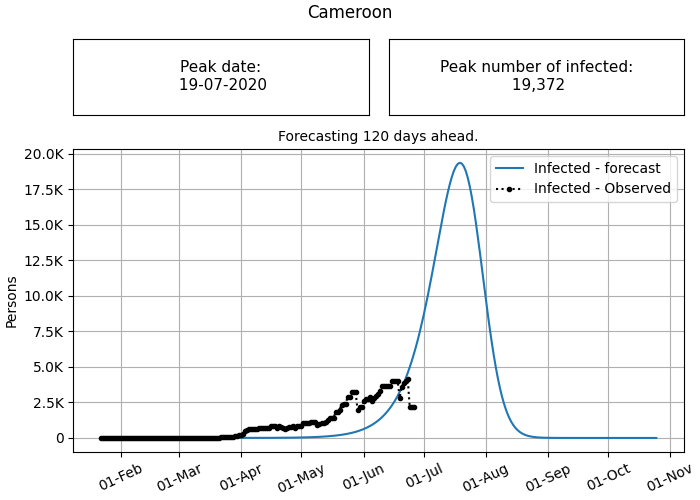 Cameroon
Peak date:
19-07-2020
Peak number of infected:
19,372
Forecasting 120 days ahead.
20.0K
17.5K
15.0K
12.5K
10.0K
7.5K
5.0K
2.5K
0
Persons
Infected - forecast
Infected - Observed
01-Feb
01-Mar
01-Apr
01-May
01-Jun
01-Jul
01-Aug
01-Sep
01-Oct
01-Nov